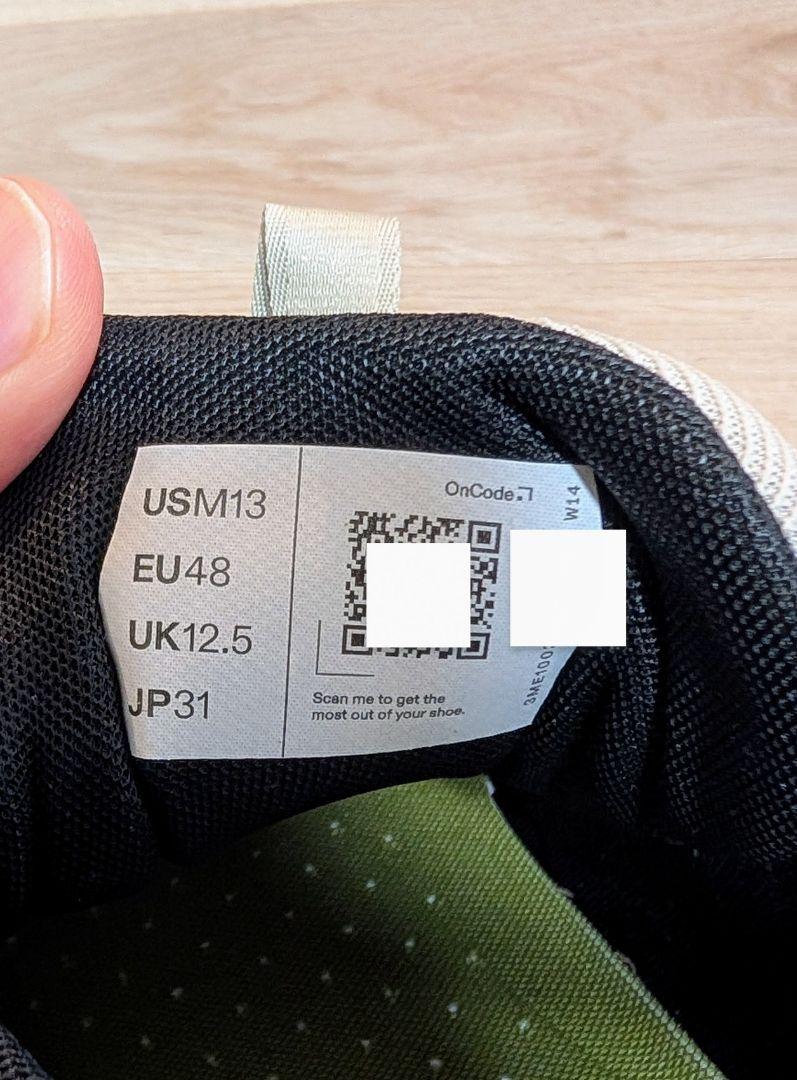 USM13
EU48
UK12.5
JP31
OnCode
Scan me to get the
most out of your shoe.
W14